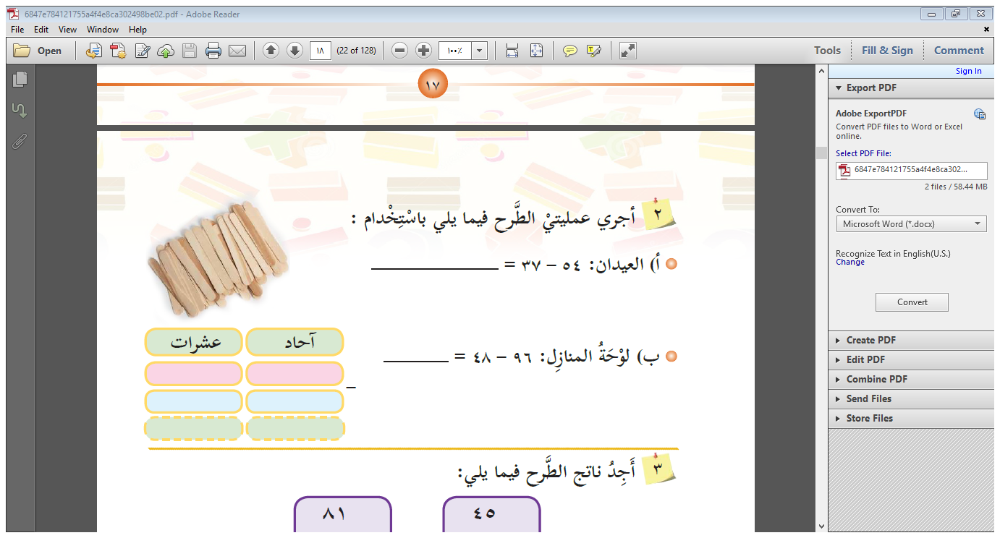 6847e784121755a4f4e8ca302498be02.pdf - Adobe Reader
File Edit View Window Help
Open ١٨ (22 of 128) ١٠٠٪ Tools Fill & Sign Comment
Sign In
١٧
٢ أجري عمليتيْ الطَّرح فيما يلي باسْتِخْدام :
أ) العيدان: ٥٤ – ٣٧ = __________
ب) لوْحَةُ المنازِل: ٩٦ – ٤٨ = ______
آحاد عشرات
–
٣ أَجِدُ ناتج الطَّرح فيما يلي:
٤٥ ٨١
Export PDF
Adobe ExportPDF
Convert PDF files to Word or Excel
online.
Select PDF File:
6847e784121755a4f4e8ca302...
2 files / 58.44 MB
Convert To:
Microsoft Word (*.docx)
Recognize Text in English(U.S.)
Change
Convert
Create PDF
Edit PDF
Combine PDF
Send Files
Store Files